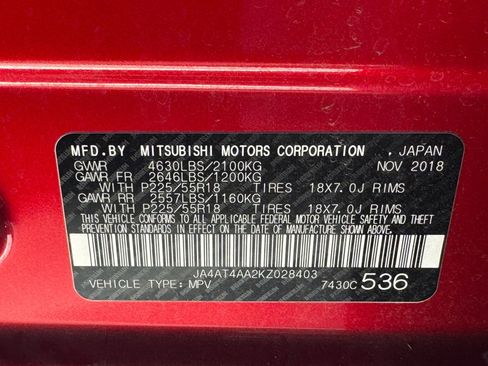 MFD.BY MITSUBISHI MOTORS CORPORATION , JAPAN
GVWR 4630LBS/2100KG NOV 2018
GAWR FR 2646LBS/1200KG
WITH P225/55R18 TIRES 18X7.0J RIMS
GAWR RR 2557LBS/1160KG
WITH P225/55R18 TIRES 18X7.0J RIMS
THIS VEHICLE CONFORMS TO ALL APPLICABLE FEDERAL MOTOR VEHICLE SAFETY AND THEFT
PREVENTION STANDARDS IN EFFECT ON THE DATE OF MANUFACTURE SHOWN ABOVE.
JA4AT4AA2KZ028403
VEHICLE TYPE: MPV 7430C 536